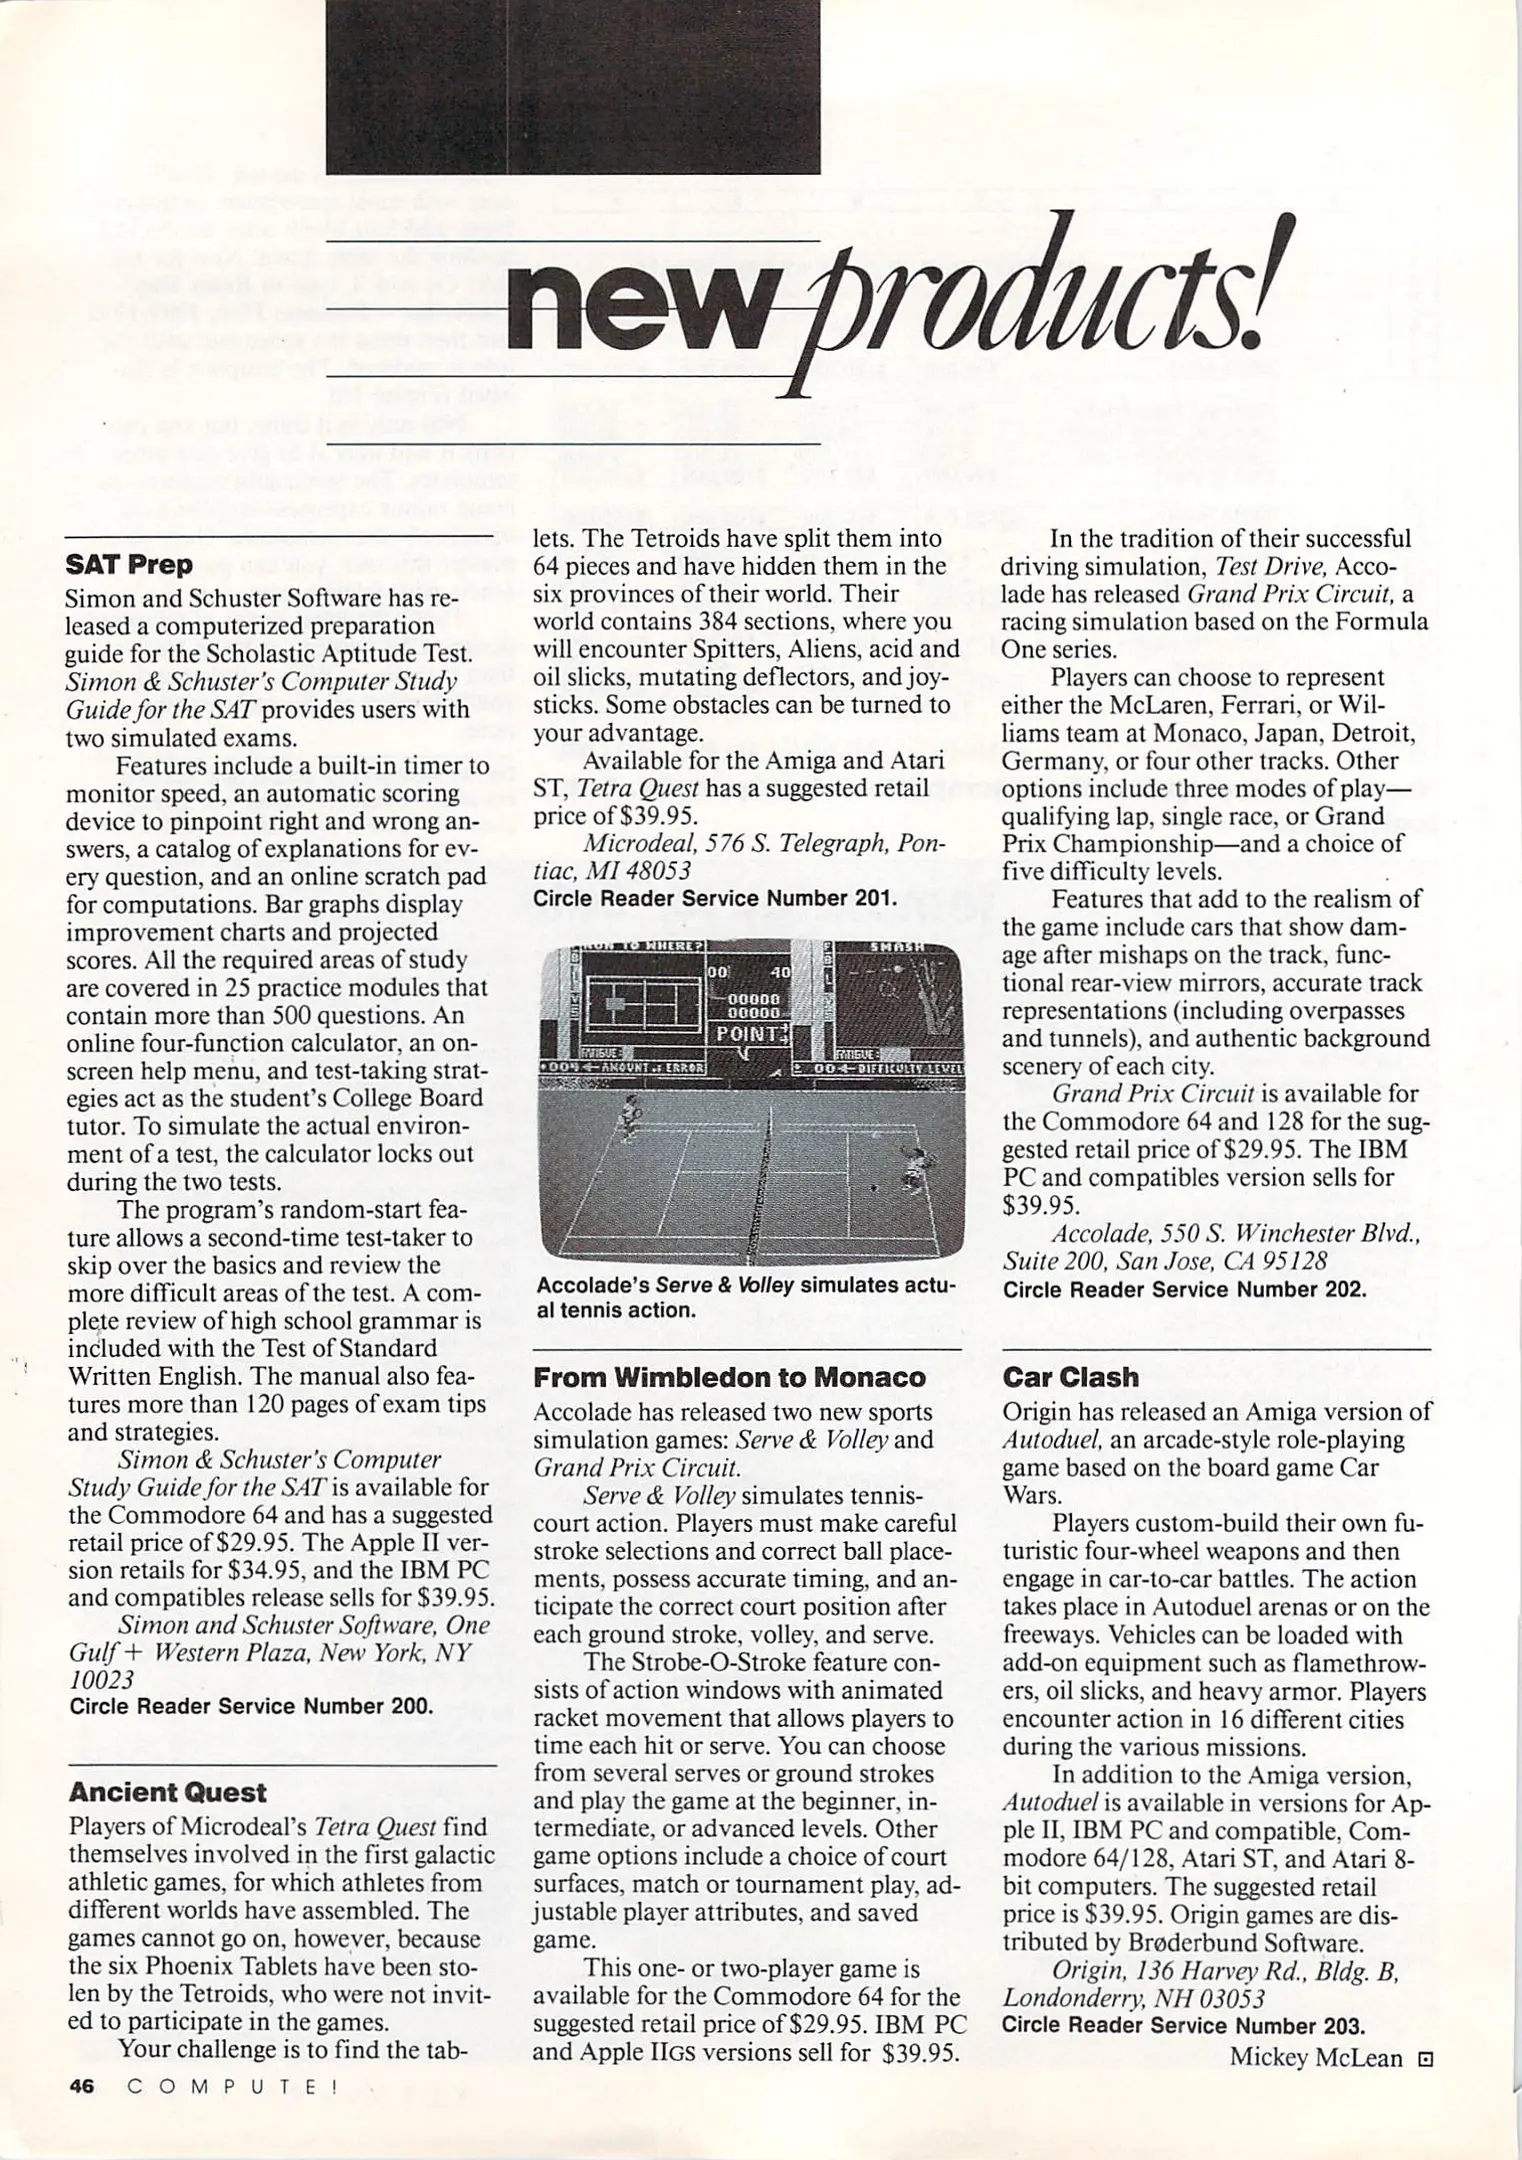 new products!
SAT Prep
Simon and Schuster Software has re-
leased a computerized preparation
guide for the Scholastic Aptitude Test.
Simon & Schuster's Computer Study
Guide for the SAT provides users with
two simulated exams.
Features include a built-in timer to
monitor speed, an automatic scoring
device to pinpoint right and wrong an-
swers, a catalog of explanations for ev-
ery question, and an online scratch pad
for computations. Bar graphs display
improvement charts and projected
scores. All the required areas of study
are covered in 25 practice modules that
contain more than 500 questions. An
online four-function calculator, an on-
screen help menu, and test-taking strat-
egies act as the student's College Board
tutor. To simulate the actual environ-
ment of a test, the calculator locks out
during the two tests.
The program's random-start fea-
ture allows a second-time test-taker to
skip over the basics and review the
more difficult areas of the test. A com-
plete review of high school grammar is
included with the Test of Standard
Written English. The manual also fea-
tures more than 120 pages of exam tips
and strategies.
Simon & Schuster's Computer
Study Guide for the SAT is available for
the Commodore 64 and has a suggested
retail price of $29.95. The Apple II ver-
sion retails for $34.95, and the IBM PC
and compatibles release sells for $39.95.
Simon and Schuster Software, One
Gulf + Western Plaza, New York, NY
10023
Circle Reader Service Number 200.
Ancient Quest
Players of Microdeal's Tetra Quest find
themselves involved in the first galactic
athletic games, for which athletes from
different worlds have assembled. The
games cannot go on, however, because
the six Phoenix Tablets have been sto-
len by the Tetroids, who were not invit-
ed to participate in the games.
Your challenge is to find the tab-
lets. The Tetroids have split them into
64 pieces and have hidden them in the
six provinces of their world. Their
world contains 384 sections, where you
will encounter Spitters, Aliens, acid and
oil slicks, mutating deflectors, and joy-
sticks. Some obstacles can be turned to
your advantage.
Available for the Amiga and Atari
ST, Tetra Quest has a suggested retail
price of $39.95.
Microdeal, 576 S. Telegraph, Pon-
tiac, MI 48053
Circle Reader Service Number 201.
TO WHERE?
SMASH
00 40
00000
00000
POINT
FATIGUE:
FATIGUE:
AMOUNT of ERROR
DIFFICULTY LEVEL
Accolade's Serve & Volley simulates actu-
al tennis action.
From Wimbledon to Monaco
Accolade has released two new sports
simulation games: Serve & Volley and
Grand Prix Circuit.
Serve & Volley simulates tennis-
court action. Players must make careful
stroke selections and correct ball place-
ments, possess accurate timing, and an-
ticipate the correct court position after
each ground stroke, volley, and serve.
The Strobe-O-Stroke feature con-
sists of action windows with animated
racket movement that allows players to
time each hit or serve. You can choose
from several serves or ground strokes
and play the game at the beginner, in-
termediate, or advanced levels. Other
game options include a choice of court
surfaces, match or tournament play, ad-
justable player attributes, and saved
game.
This one- or two-player game is
available for the Commodore 64 for the
suggested retail price of $29.95. IBM PC
and Apple IIGS versions sell for $39.95.
In the tradition of their successful
driving simulation, Test Drive, Acco-
lade has released Grand Prix Circuit, a
racing simulation based on the Formula
One series.
Players can choose to represent
either the McLaren, Ferrari, or Wil-
liams team at Monaco, Japan, Detroit,
Germany, or four other tracks. Other
options include three modes of play—
qualifying lap, single race, or Grand
Prix Championship—and a choice of
five difficulty levels.
Features that add to the realism of
the game include cars that show dam-
age after mishaps on the track, func-
tional rear-view mirrors, accurate track
representations (including overpasses
and tunnels), and authentic background
scenery of each city.
Grand Prix Circuit is available for
the Commodore 64 and 128 for the sug-
gested retail price of $29.95. The IBM
PC and compatibles version sells for
$39.95.
Accolade, 550 S. Winchester Blvd.,
Suite 200, San Jose, CA 95128
Circle Reader Service Number 202.
Car Clash
Origin has released an Amiga version of
Autoduel, an arcade-style role-playing
game based on the board game Car
Wars.
Players custom-build their own fu-
turistic four-wheel weapons and then
engage in car-to-car battles. The action
takes place in Autoduel arenas or on the
freeways. Vehicles can be loaded with
add-on equipment such as flamethrow-
ers, oil slicks, and heavy armor. Players
encounter action in 16 different cities
during the various missions.
In addition to the Amiga version,
Autoduel is available in versions for Ap-
ple II, IBM PC and compatible, Com-
modore 64/128, Atari ST, and Atari 8-
bit computers. The suggested retail
price is $39.95. Origin games are dis-
tributed by Brøderbund Software.
Origin, 136 Harvey Rd., Bldg. B,
Londonderry, NH 03053
Circle Reader Service Number 203.
Mickey McLean
46 COMPUTE!